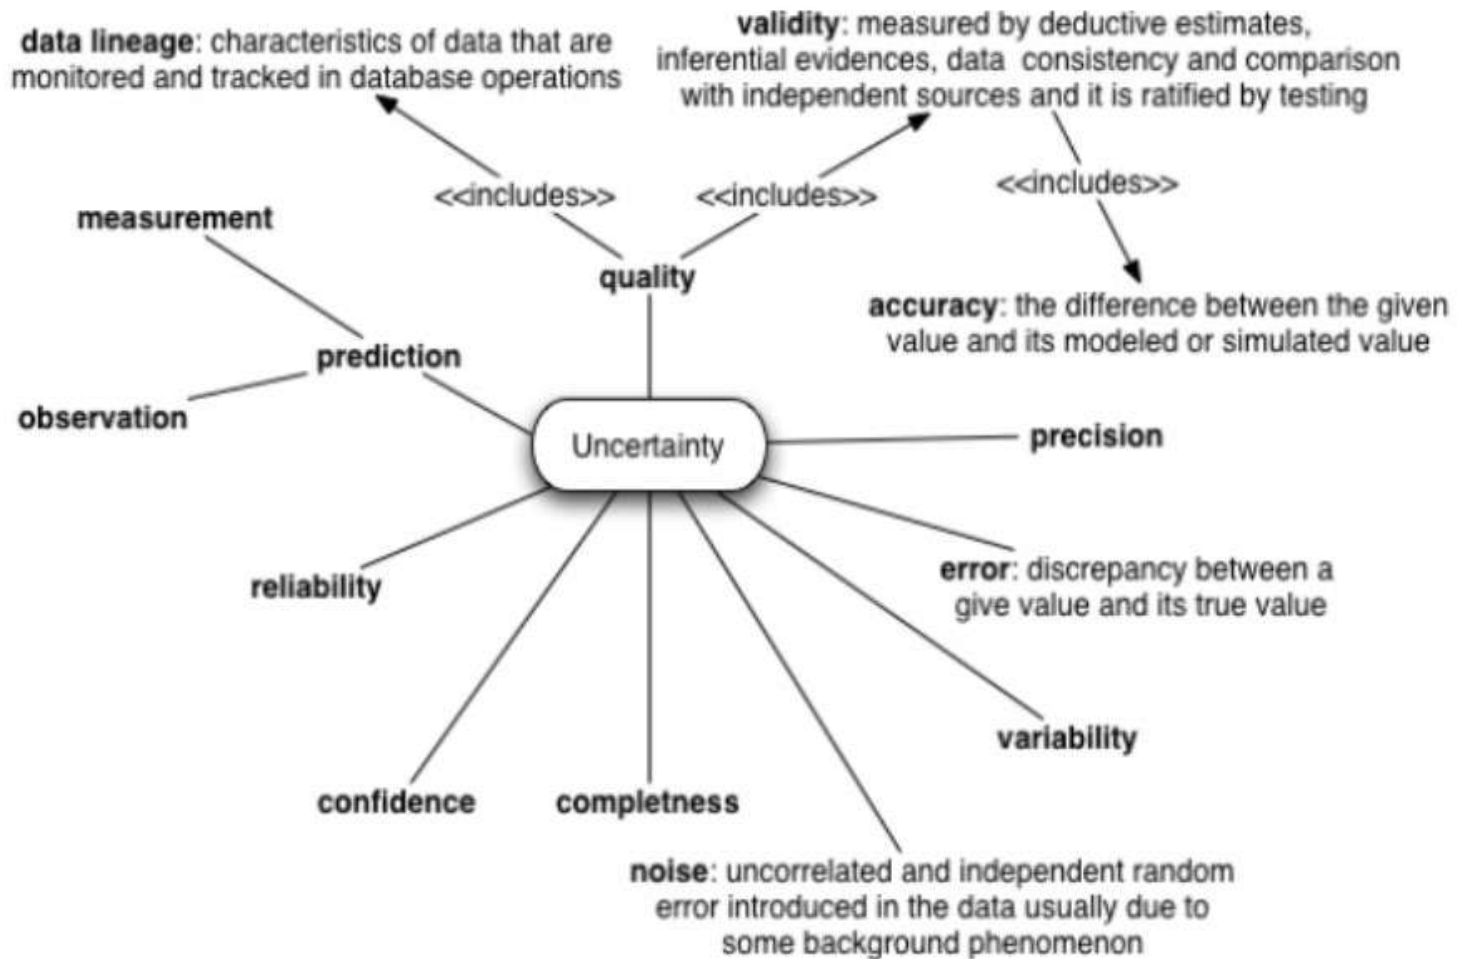 data lineage: characteristics of data that are
monitored and tracked in database operations
validity: measured by deductive estimates,
inferential evidences, data consistency and comparison
with independent sources and it is ratified by testing
<<includes>>
<<includes>>
<<includes>>
measurement
quality
accuracy: the difference between the given
value and its modeled or simulated value
prediction
observation
Uncertainty
precision
reliability
error: discrepancy between a
give value and its true value
variability
confidence
completness
noise: uncorrelated and independent random
error introduced in the data usually due to
some background phenomenon